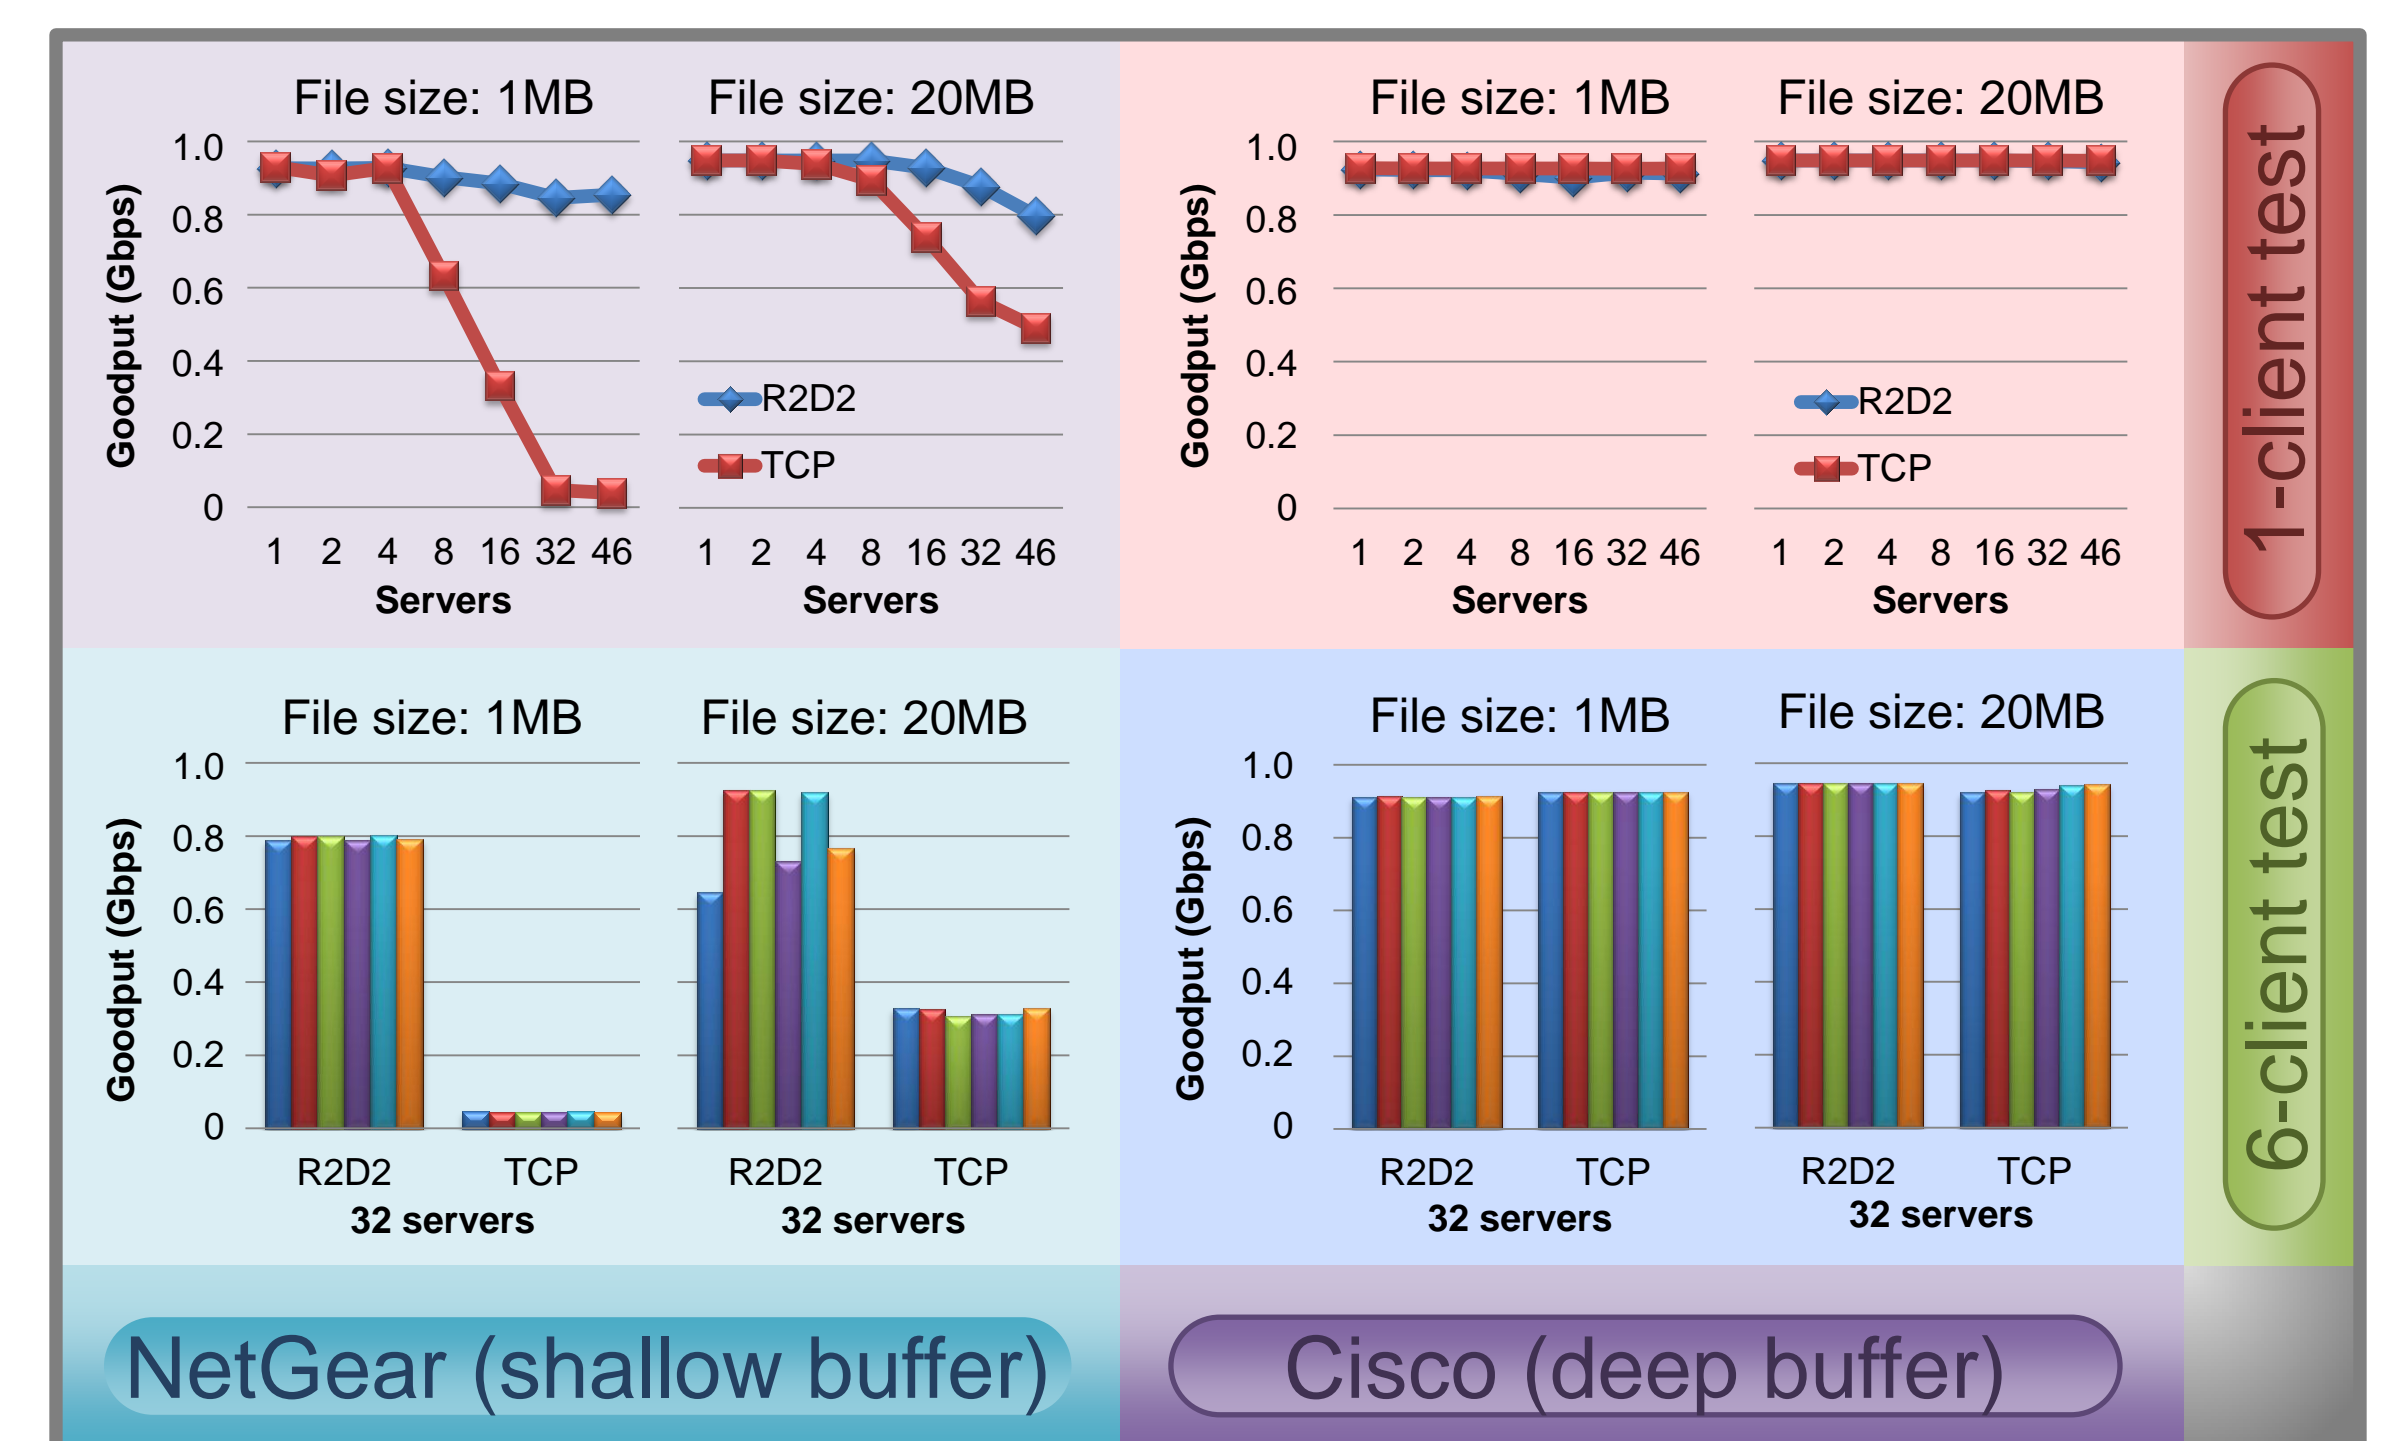 File size: 1MB
File size: 20MB
1.0
0.8
0.6
0.4
0.2
0
Goodput (Gbps)
R2D2
TCP
1 2 4 8 16 32 46
1 2 4 8 16 32 46
Servers
Servers
File size: 1MB
File size: 20MB
1.0
0.8
0.6
0.4
0.2
0
Goodput (Gbps)
R2D2
TCP
1 2 4 8 16 32 46
1 2 4 8 16 32 46
Servers
Servers
1-client test
File size: 1MB
File size: 20MB
1.0
0.8
0.6
0.4
0.2
0
Goodput (Gbps)
R2D2 TCP
R2D2 TCP
32 servers
32 servers
File size: 1MB
File size: 20MB
1.0
0.8
0.6
0.4
0.2
0
Goodput (Gbps)
R2D2 TCP
R2D2 TCP
32 servers
32 servers
6-client test
NetGear (shallow buffer)
Cisco (deep buffer)